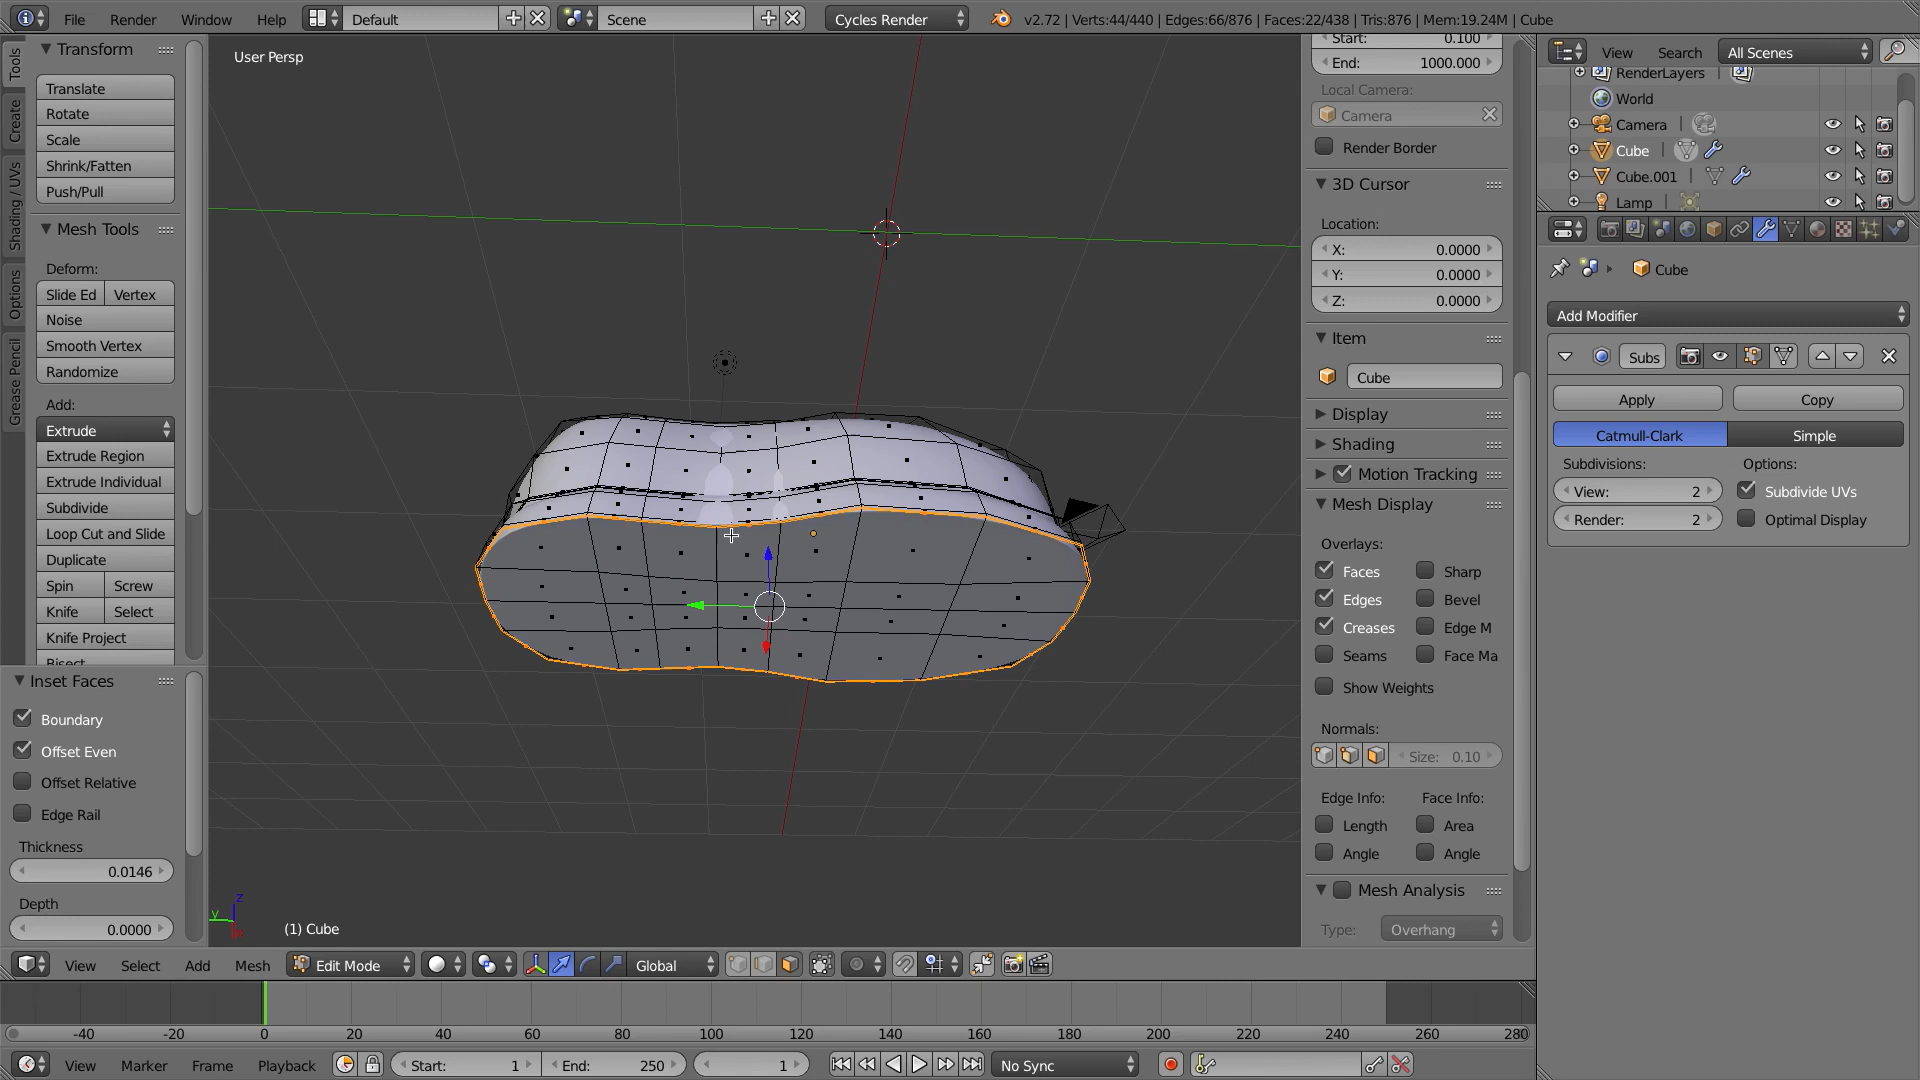 File Render Window Help Default Scene Cycles Render v2.72 | Verts:44/440 | Edges:66/876 | Faces:22/438 | Tris:876 | Mem:19.24M | Cube
Tools
Create
Shading / UVs
Options
Grease Pencil
Transform
Translate
Rotate
Scale
Shrink/Fatten
Push/Pull
Mesh Tools
Deform:
Slide Ed Vertex
Noise
Smooth Vertex
Randomize
Add:
Extrude
Extrude Region
Extrude Individual
Subdivide
Loop Cut and Slide
Duplicate
Spin Screw
Knife Select
Knife Project
Bisect
Inset Faces
Boundary
Offset Even
Offset Relative
Edge Rail
Thickness
0.0146
Depth
0.0000
User Persp
z
y
(1) Cube
Start: 0.100
End: 1000.000
Local Camera:
Camera
Render Border
3D Cursor
Location:
X: 0.0000
Y: 0.0000
Z: 0.0000
Item
Cube
Display
Shading
Motion Tracking
Mesh Display
Overlays:
Faces Sharp
Edges Bevel
Creases Edge M
Seams Face Ma
Show Weights
Normals:
Size: 0.10
Edge Info: Face Info:
Length Area
Angle Angle
Mesh Analysis
Type: Overhang
View Search All Scenes
RenderLayers |
World
Camera |
Cube |
Cube.001 |
Lamp |
Cube
Add Modifier
Subs
Apply Copy
Catmull-Clark Simple
Subdivisions: Options:
View: 2 Subdivide UVs
Render: 2 Optimal Display
View Select Add Mesh Edit Mode Global
-40 -20 0 20 40 60 80 100 120 140 160 180 200 220 240 260 280
View Marker Frame Playback Start: 1 End: 250 1 No Sync